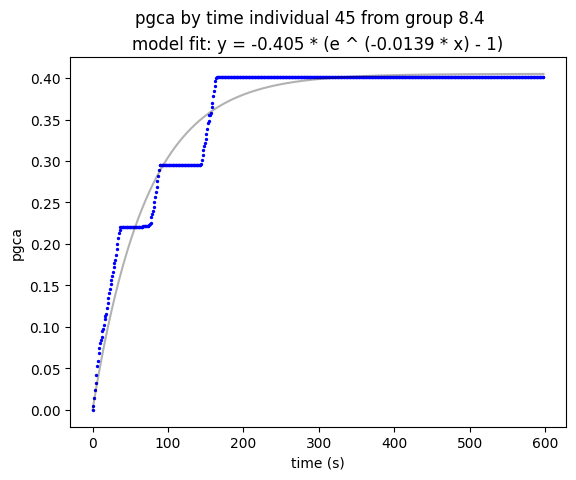 pgca by time individual 45 from group 8.4
model fit: y = -0.405 * (e ^ (-0.0139 * x) - 1)
0.40
0.35
0.30
0.25
0.20
0.15
0.10
0.05
0.00
pgca
0 100 200 300 400 500 600
time (s)